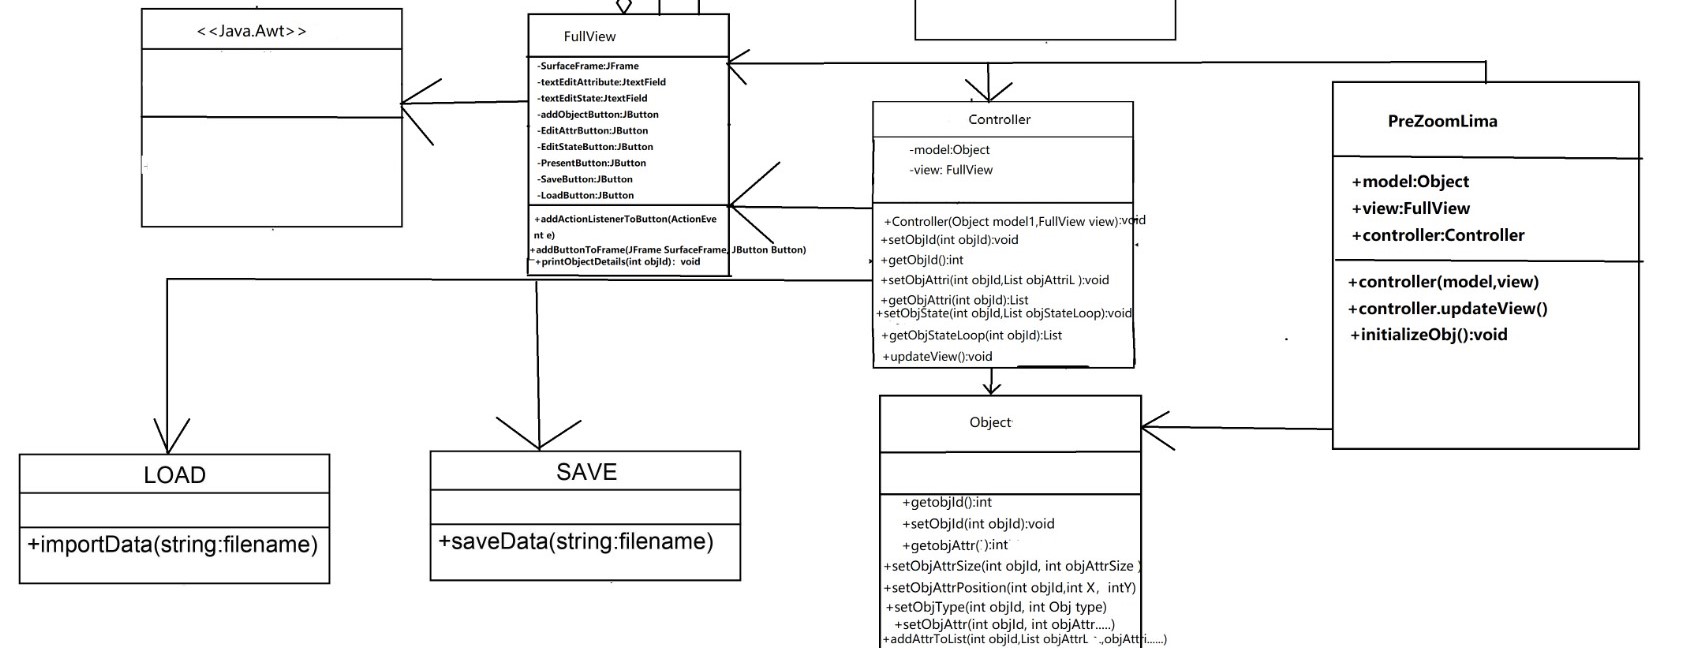 <<Java.Awt>>
FullView
-SurfaceFrame:JFrame
-textEditAttribute:JtextField
-textEditState:JtextField
-addObjectButton:JButton
-EditAttrButton:JButton
-EditStateButton:JButton
-PresentButton:JButton
-SaveButton:JButton
-LoadButton:JButton
+addActionListenerToButton(ActionEve
nt e)
+addButtonToFrame(JFrame SurfaceFrame, JButton Button)
+printObjectDetails(int objId): void
Controller
-model:Object
-view: FullView
+Controller(Object model1,FullView view):void
+setObjId(int objId):void
+getObjId():int
+setObjAttri(int objId,List objAttriL ):void
+getObjAttri(int objId):List
+setObjState(int objId,List objStateLoop):void
+getObjStateLoop(int objId):List
+updateView():void
PreZoomLima
+model:Object
+view:FullView
+controller:Controller
+controller(model,view)
+controller.updateView()
+initializeObj():void
LOAD
+importData(string:filename)
SAVE
+saveData(string:filename)
Object
+getobjId():int
+setObjId(int objId):void
+getobjAttr( ):int
+setObjAttrSize(int objId, int objAttrSize )
+setObjAttrPosition(int objId,int X, intY)
+setObjType(int objId, int Obj type)
+setObjAttr(int objId, int objAttr.....)
+addAttrToList(int objId,List objAttrL .,objAttri......)